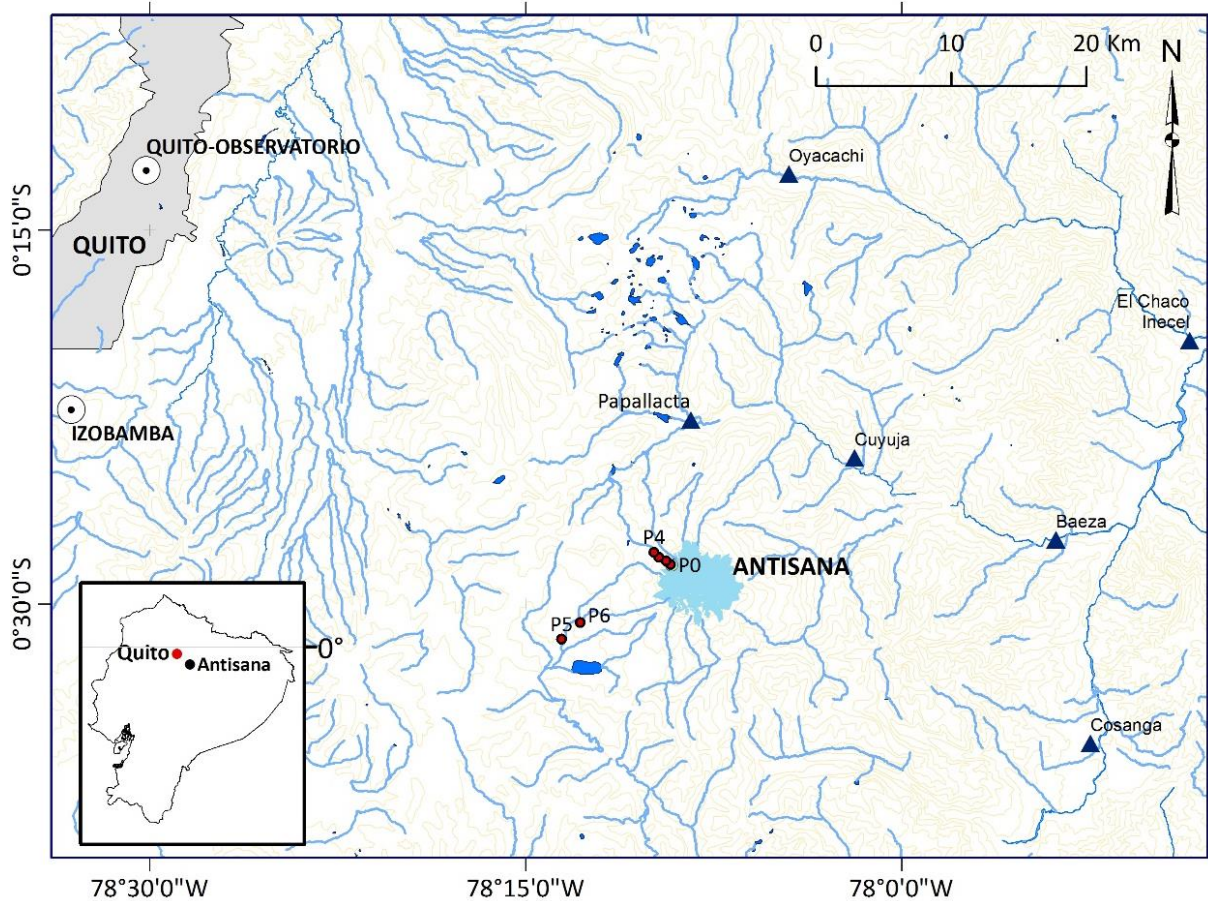 0 10 20 Km
N
QUITO-OBSERVATORIO
Oyacachi
0°15'0"S
QUITO
El Chaco
Inecel
Papallacta
IZOBAMBA
Cuyuja
Baeza
P4
P0
ANTISANA
0°30'0"S
P5
P6
0°
Quito
Antisana
Cosanga
78°30'0"W 78°15'0"W 78°0'0"W